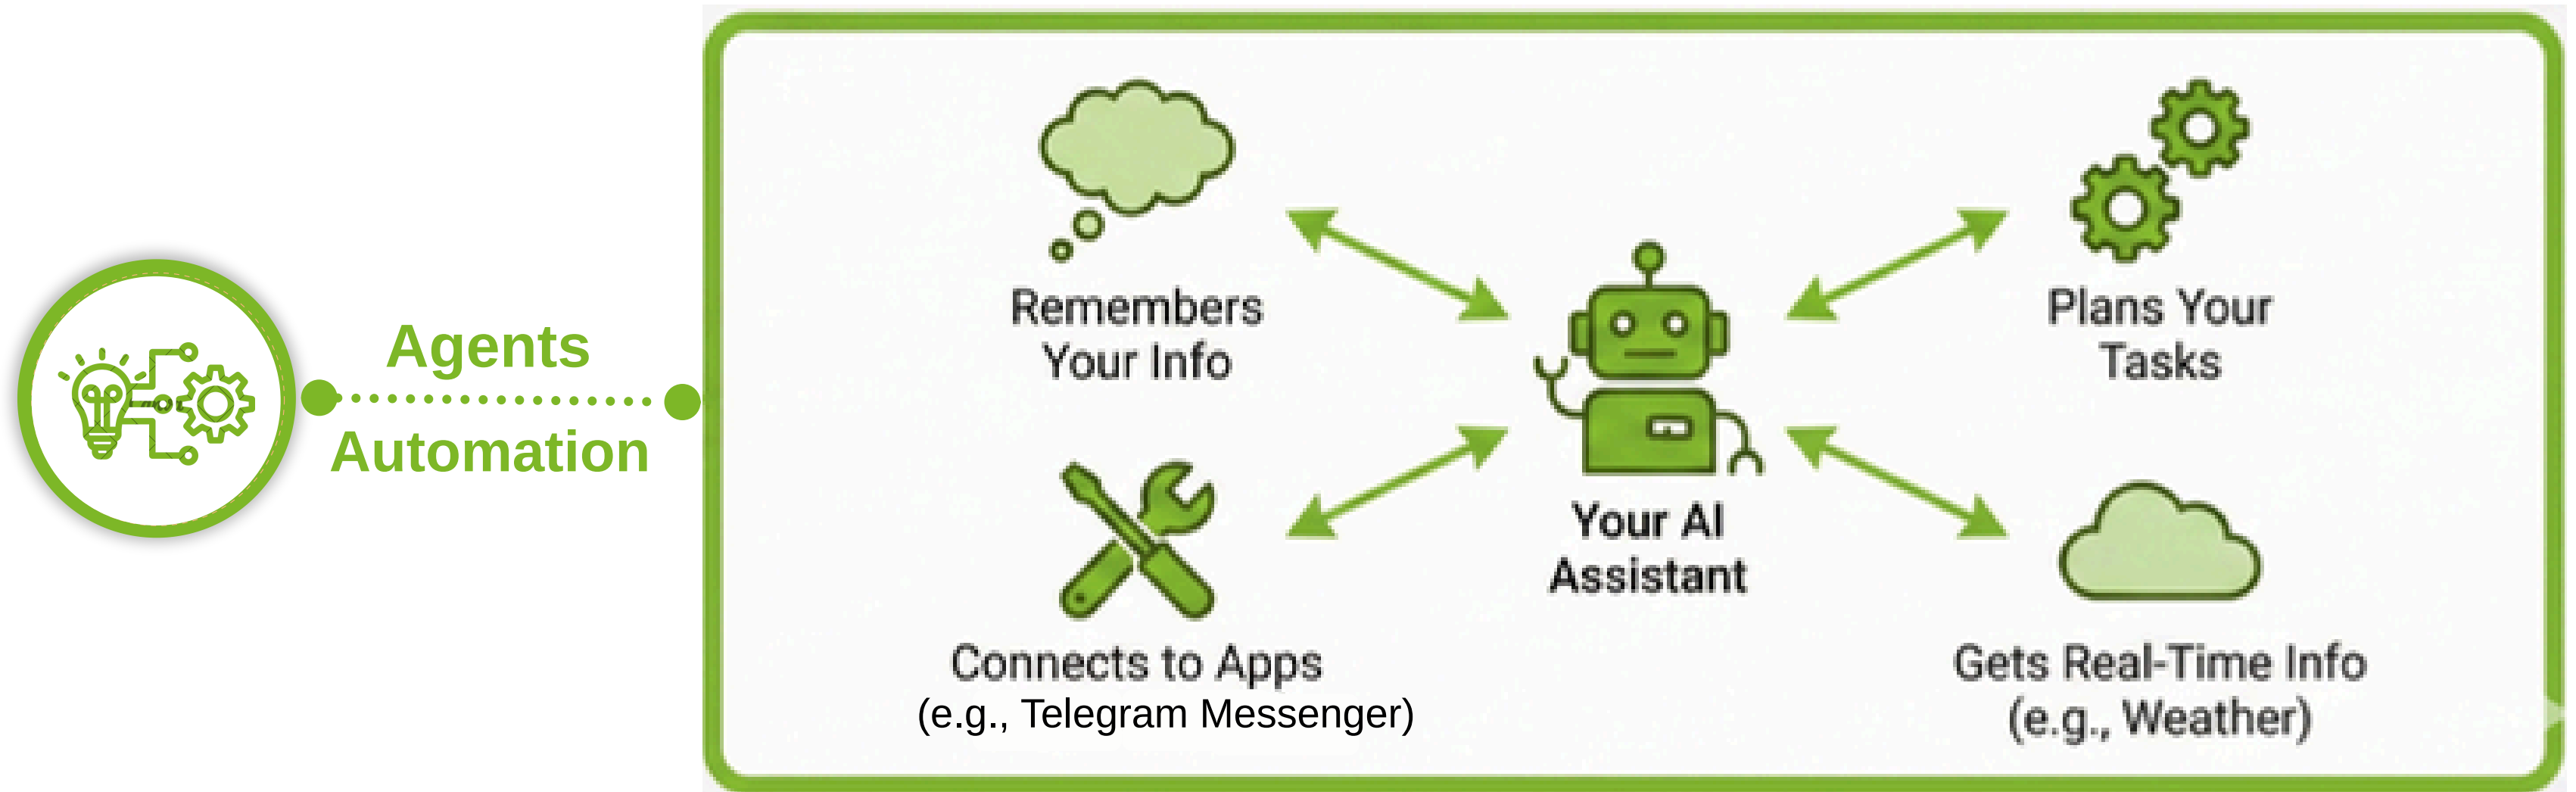 Agents
Automation
Remembers
Your Info
Plans Your
Tasks
Your AI
Assistant
Connects to Apps
(e.g., Telegram Messenger)
Gets Real-Time Info
(e.g., Weather)